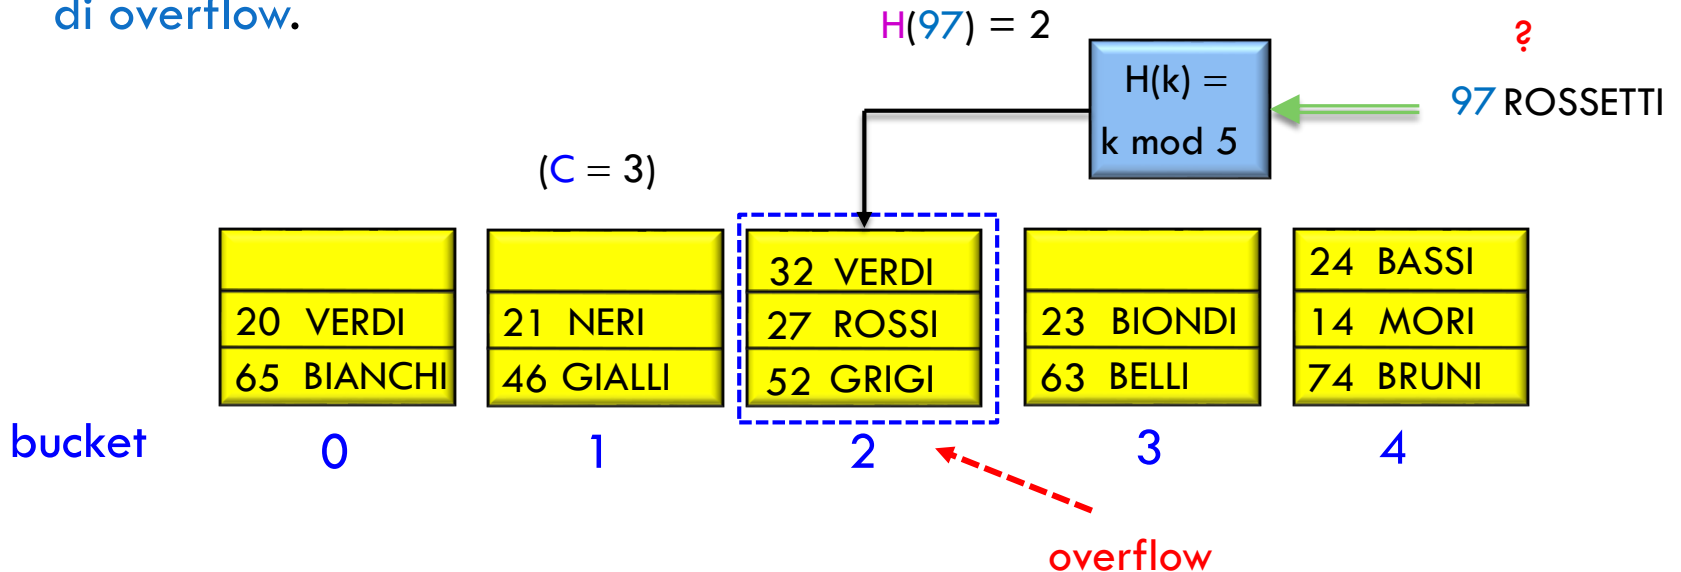 di overflow.
H(97) = 2
?
H(k) =
k mod 5
97 ROSSETTI
(C = 3)
20 VERDI
65 BIANCHI
21 NERI
46 GIALLI
32 VERDI
27 ROSSI
52 GRIGI
23 BIONDI
63 BELLI
24 BASSI
14 MORI
74 BRUNI
bucket 0 1 2 3 4
overflow